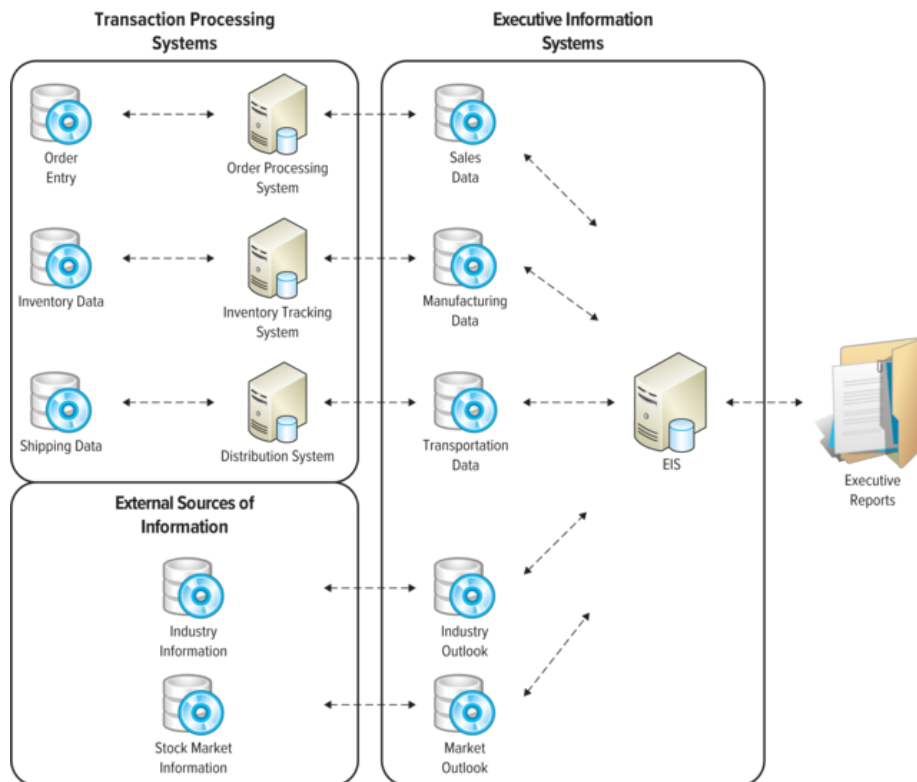 Transaction Processing
Systems
Executive Information
Systems
Order
Entry
Order Processing
System
Sales
Data
Inventory Data
Inventory Tracking
System
Manufacturing
Data
Shipping Data
Distribution System
Transportation
Data
EIS
Executive
Reports
External Sources of
Information
Industry
Information
Industry
Outlook
Stock Market
Information
Market
Outlook